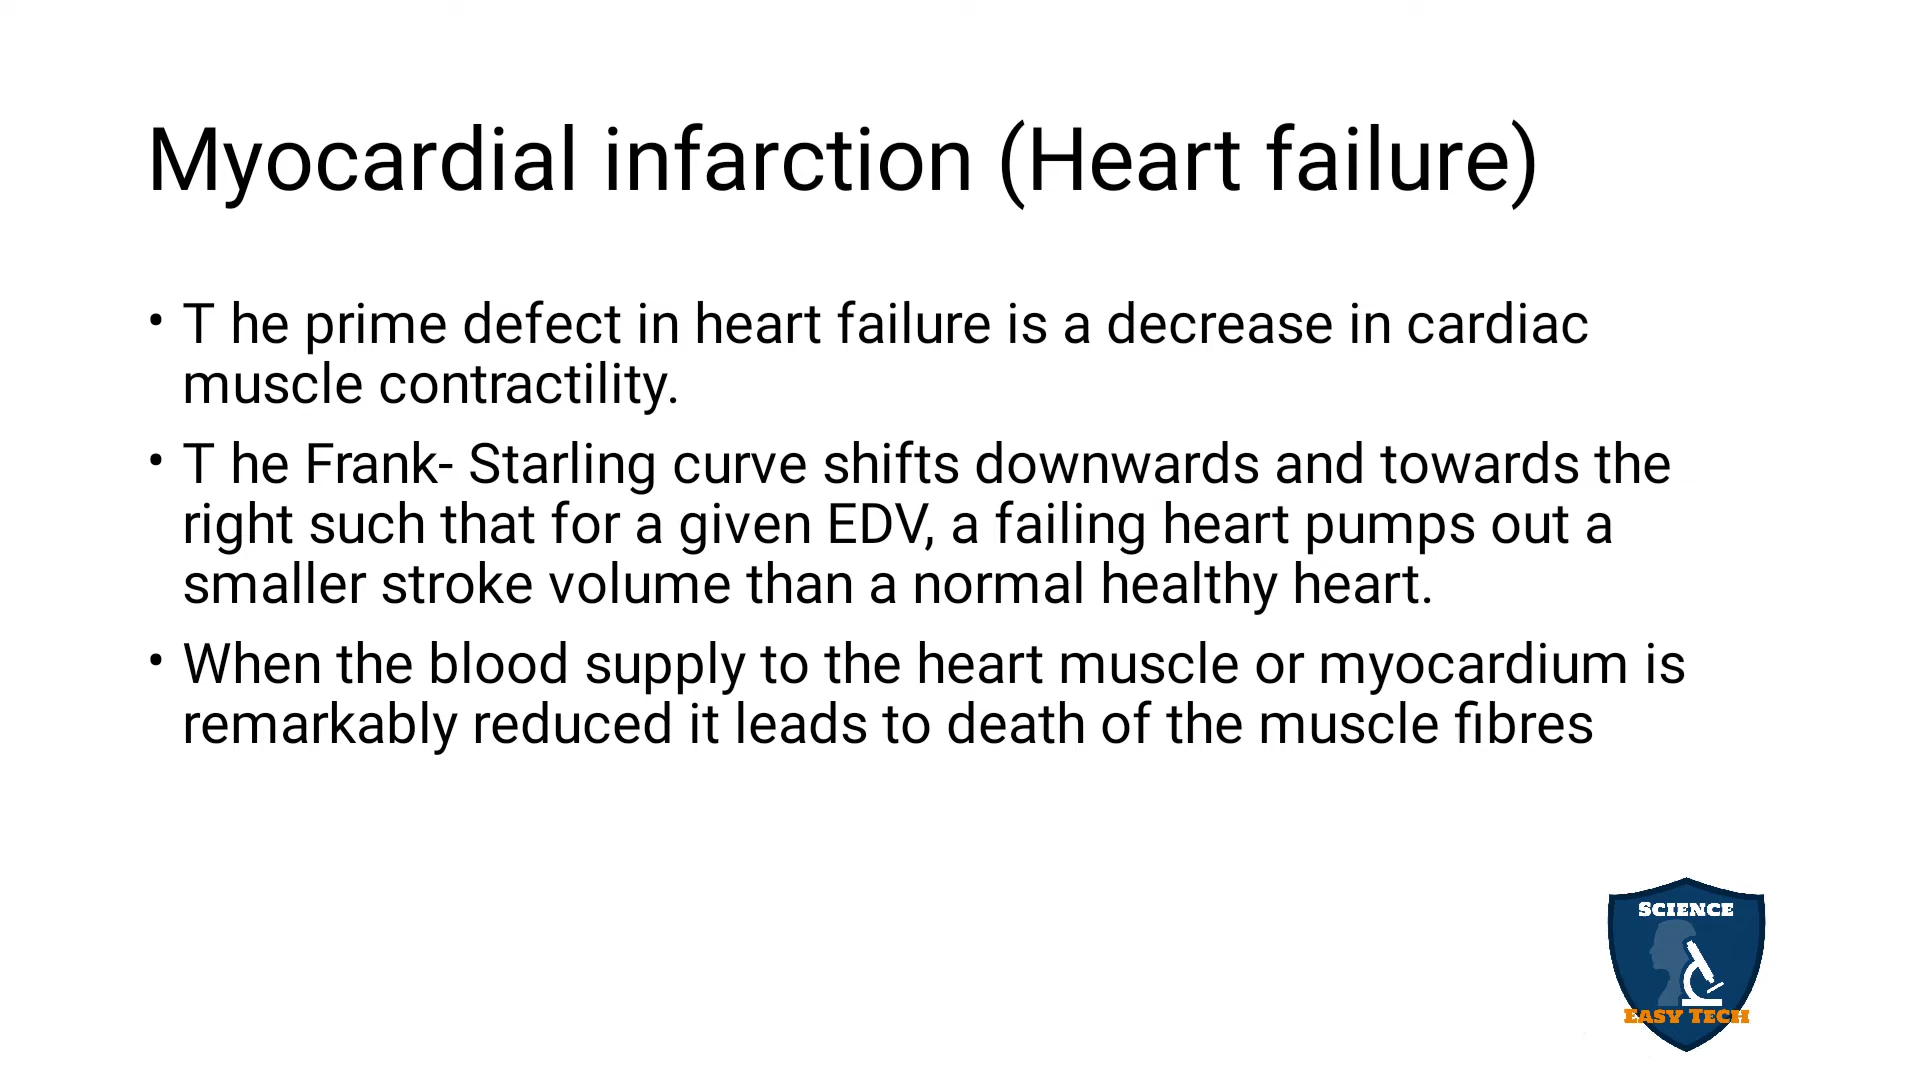 Myocardial infarction (Heart failure)
• T he prime defect in heart failure is a decrease in cardiac
muscle contractility.
• T he Frank- Starling curve shifts downwards and towards the
right such that for a given EDV, a failing heart pumps out a
smaller stroke volume than a normal healthy heart.
• When the blood supply to the heart muscle or myocardium is
remarkably reduced it leads to death of the muscle fibres
SCIENCE
EASY TECH